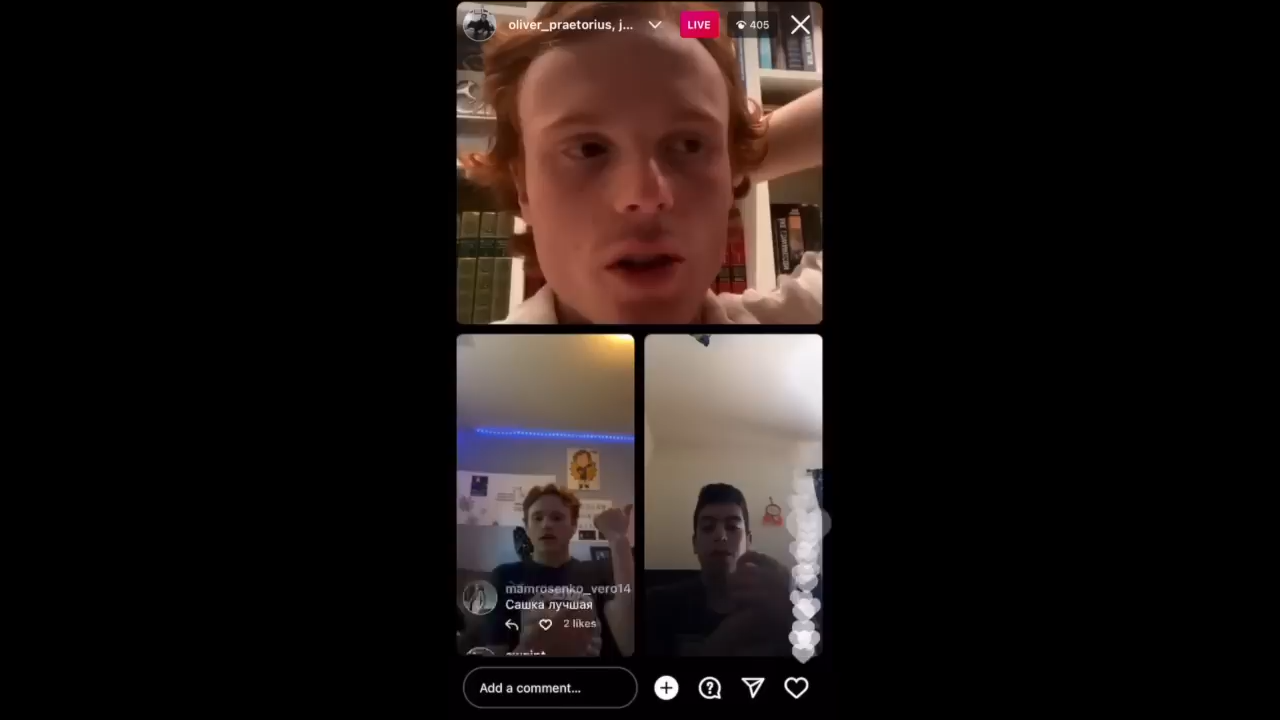 oliver_praetorius, j...
LIVE
405
mamrosenko_vero14
Сашка лучшая
2 likes
Add a comment...